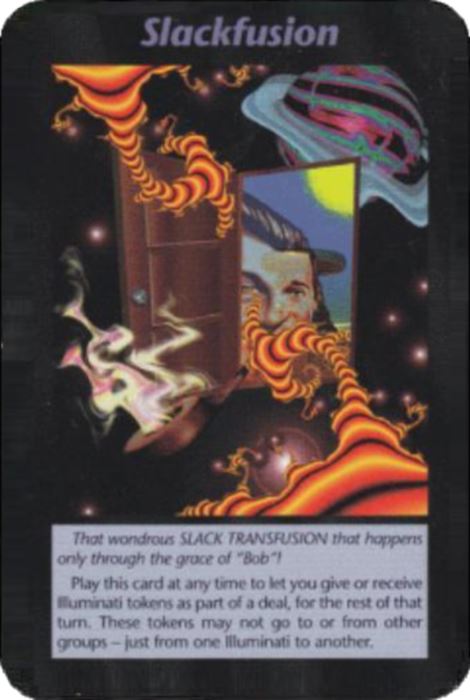 Slackfusion
That wondrous SLACK TRANSFUSION that happens
only through the grace of "Bob"!
Play this card at any time to let you give or receive
Illuminati tokens as part of a deal, for the rest of that
turn. These tokens may not go to or from other
groups – just from one Illuminati to another.